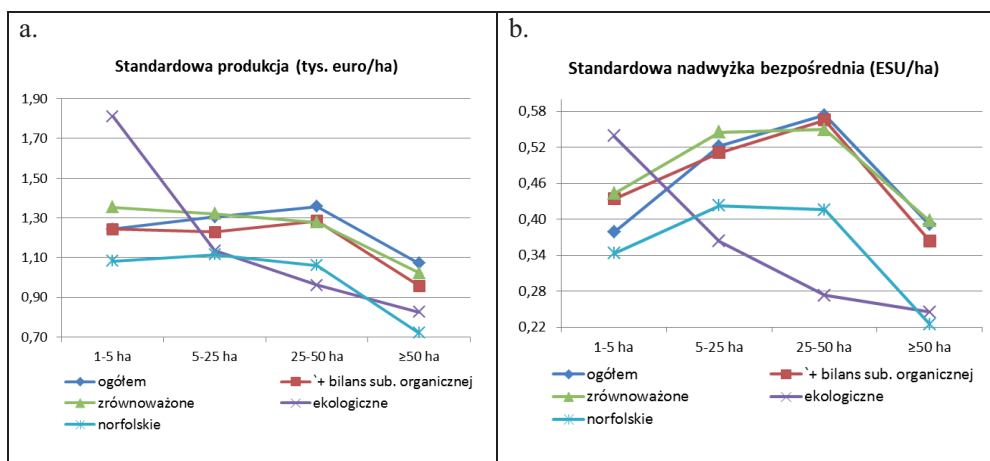 a.
Standardowa produkcja (tys. euro/ha)
1,90
1,70
1,50
1,30
1,10
0,90
0,70
1-5 ha 5-25 ha 25-50 ha ≥50 ha
ogółem `+ bilans sub. organicznej
zrównoważone ekologiczne
norfolskie
b.
Standardowa nadwyżka bezpośrednia (ESU/ha)
0,58
0,52
0,46
0,40
0,34
0,28
0,22
1-5 ha 5-25 ha 25-50 ha ≥50 ha
ogółem `+ bilans sub. organicznej
zrównoważone ekologiczne
norfolskie